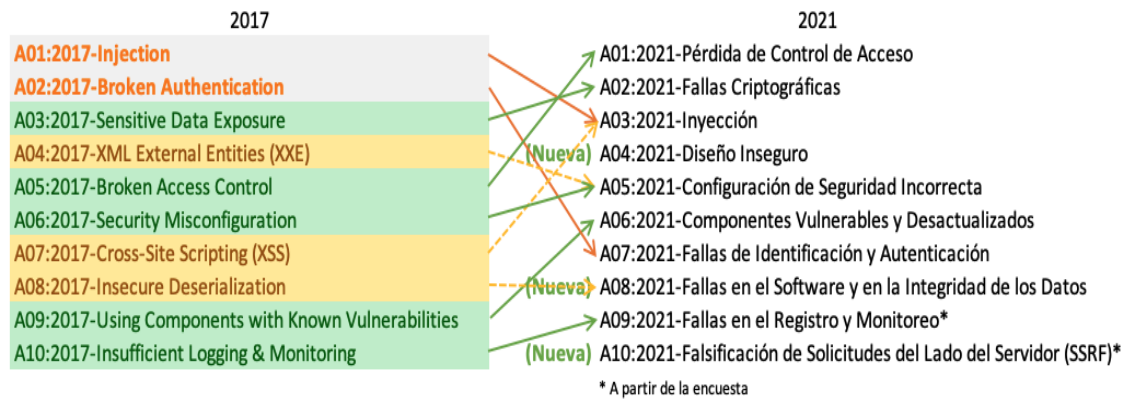 2017
2021
A01:2017-Injection
A01:2021-Pérdida de Control de Acceso
A02:2017-Broken Authentication
A02:2021-Fallas Criptográficas
A03:2017-Sensitive Data Exposure
A03:2021-Inyección
A04:2017-XML External Entities (XXE)
(Nueva) A04:2021-Diseño Inseguro
A05:2017-Broken Access Control
A05:2021-Configuración de Seguridad Incorrecta
A06:2017-Security Misconfiguration
A06:2021-Componentes Vulnerables y Desactualizados
A07:2017-Cross-Site Scripting (XSS)
A07:2021-Fallas de Identificación y Autenticación
A08:2017-Insecure Deserialization
(Nueva) A08:2021-Fallas en el Software y en la Integridad de los Datos
A09:2017-Using Components with Known Vulnerabilities
A09:2021-Fallas en el Registro y Monitoreo*
A10:2017-Insufficient Logging & Monitoring
(Nueva) A10:2021-Falsificación de Solicitudes del Lado del Servidor (SSRF)*
* A partir de la encuesta